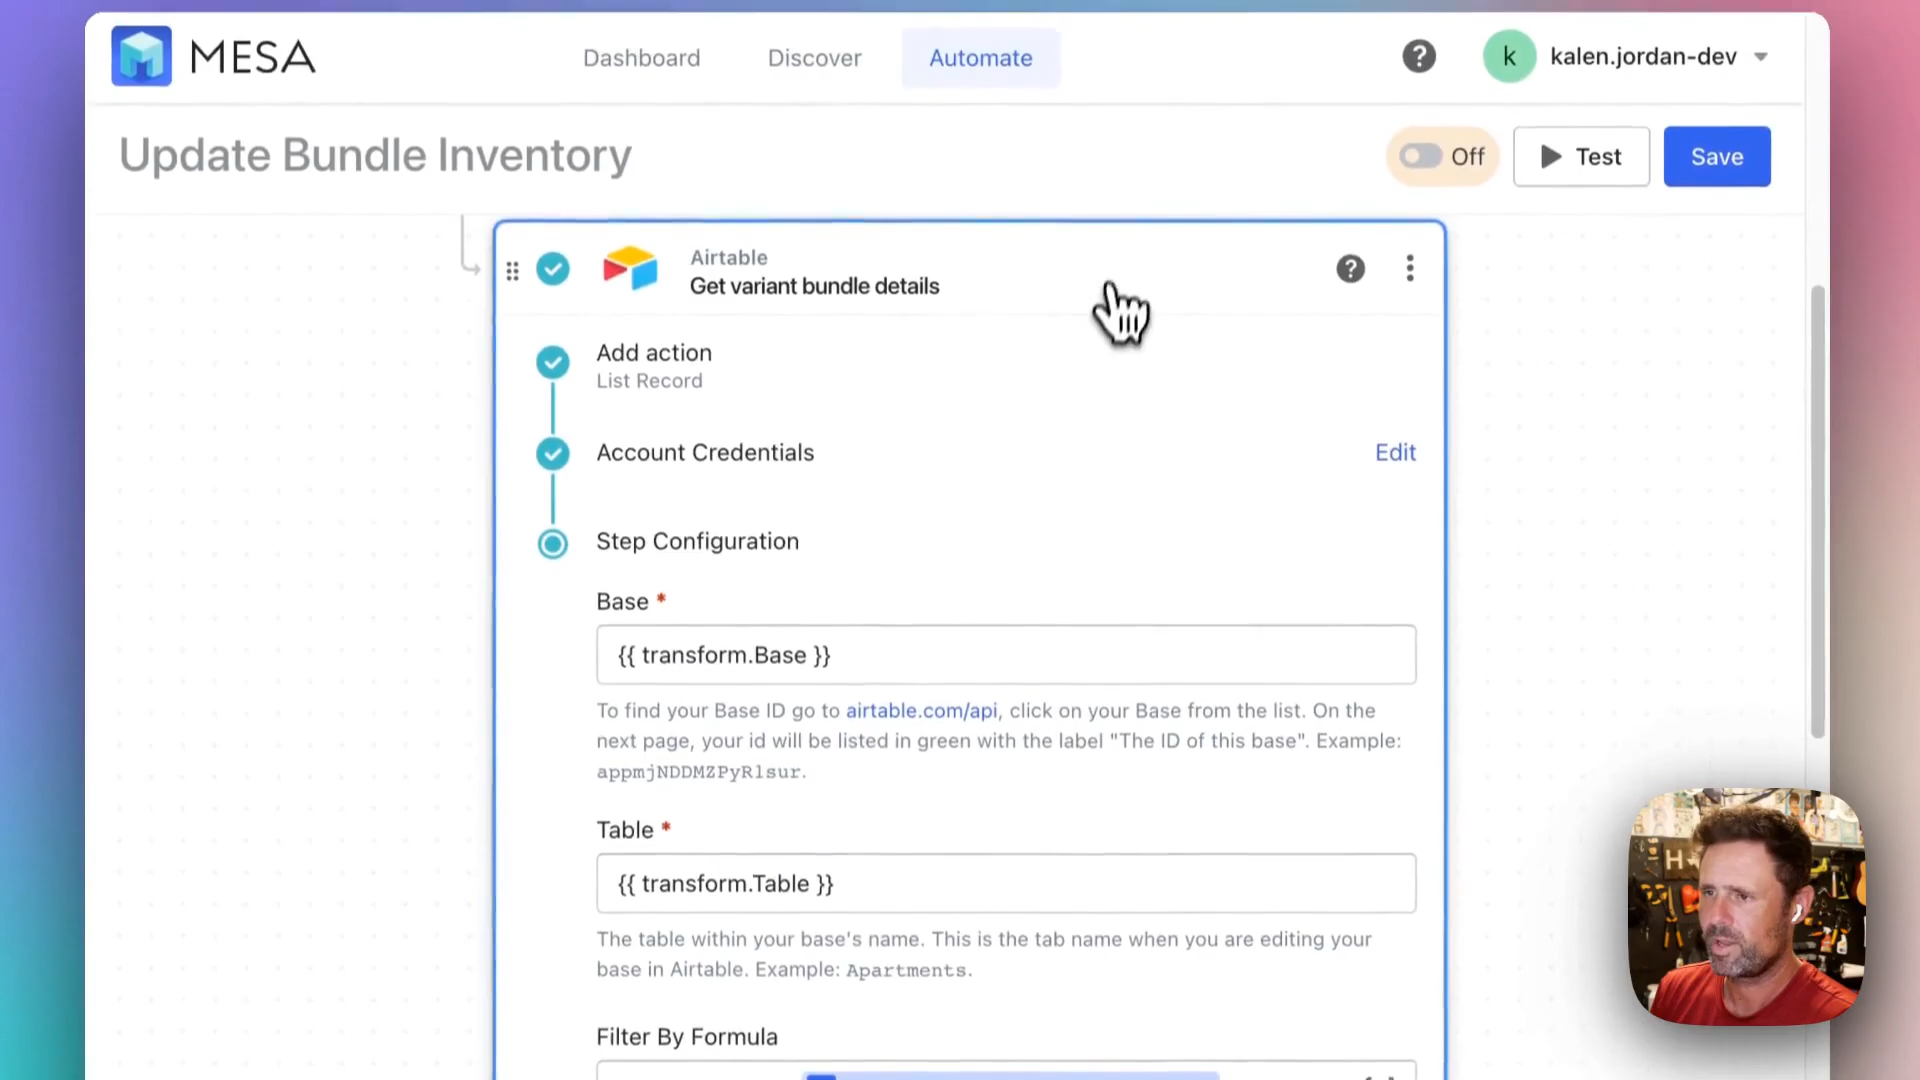 MESA
Dashboard
Discover
Automate
?
k
kalen.jordan-dev
Update Bundle Inventory
Off
Test
Save
Airtable
Get variant bundle details
?
Add action
List Record
Account Credentials
Edit
Step Configuration
Base *
{{ transform.Base }}
To find your Base ID go to airtable.com/api, click on your Base from the list. On the
next page, your id will be listed in green with the label "The ID of this base". Example:
appmjNDDMZPyR1sur.
Table *
{{ transform.Table }}
The table within your base's name. This is the tab name when you are editing your
base in Airtable. Example: Apartments.
Filter By Formula